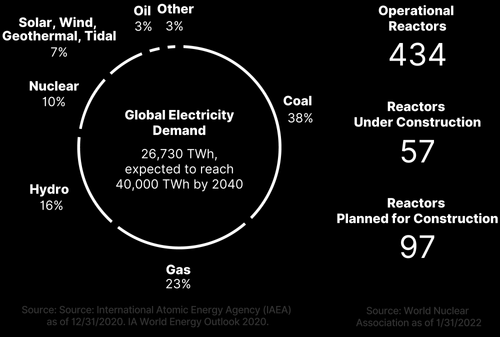 Solar, Wind,
Geothermal, Tidal
7%
Oil
3%
Other
3%
Nuclear
10%
Coal
38%
Global Electricity
Demand
26,730 TWh,
expected to reach
40,000 TWh by 2040
Hydro
16%
Gas
23%
Source: Source: International Atomic Energy Agency (IAEA)
as of 12/31/2020. IA World Energy Outlook 2020.
Operational
Reactors
434
Reactors
Under Construction
57
Reactors
Planned for Construction
97
Source: World Nuclear
Association as of 1/31/2022